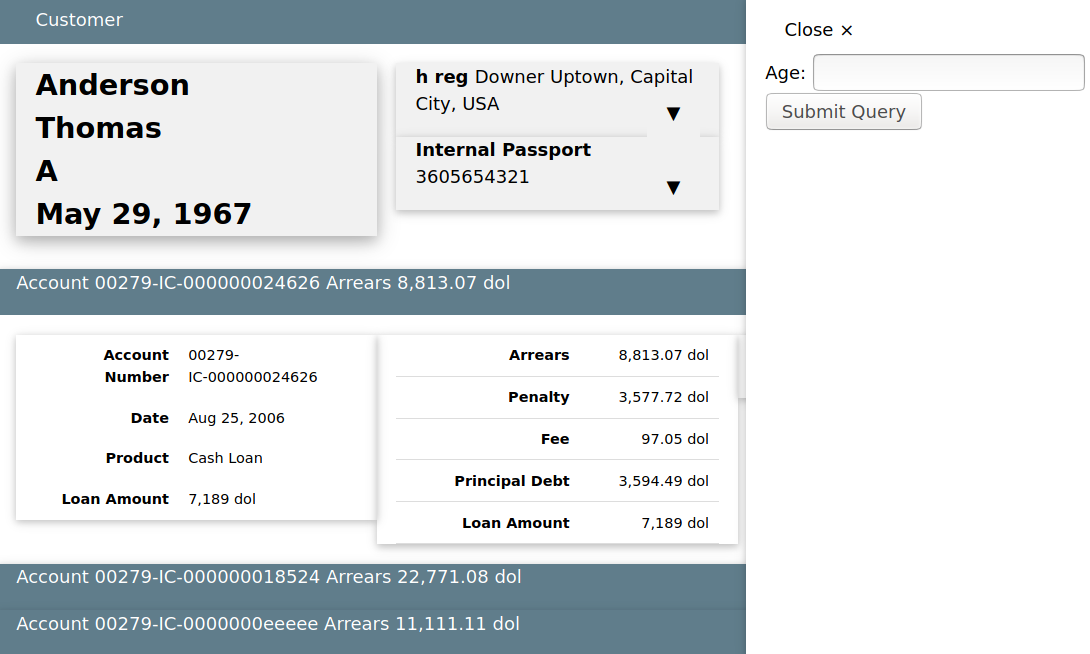 Customer
Close ×
Anderson
Thomas
A
May 29, 1967
h reg Downer Uptown, Capital
City, USA
▼
Internal Passport
3605654321
▼
Age:
Submit Query
Account 00279-IC-000000024626 Arrears 8,813.07 dol
Account Number 00279-
IC-000000024626
Date Aug 25, 2006
Product Cash Loan
Loan Amount 7,189 dol
Arrears 8,813.07 dol
Penalty 3,577.72 dol
Fee 97.05 dol
Principal Debt 3,594.49 dol
Loan Amount 7,189 dol
Account 00279-IC-000000018524 Arrears 22,771.08 dol
Account 00279-IC-0000000eeeee Arrears 11,111.11 dol